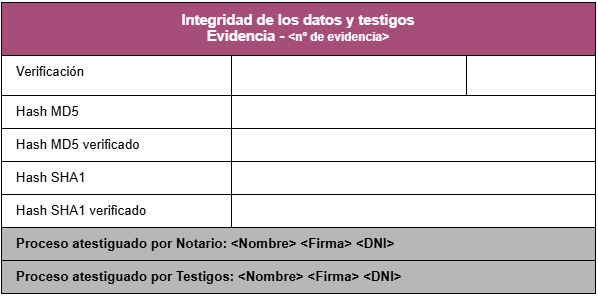 Integridad de los datos y testigos
Evidencia - <nº de evidencia>
Verificación
Hash MD5
Hash MD5 verificado
Hash SHA1
Hash SHA1 verificado
Proceso atestiguado por Notario: <Nombre> <Firma> <DNI>
Proceso atestiguado por Testigos: <Nombre> <Firma> <DNI>